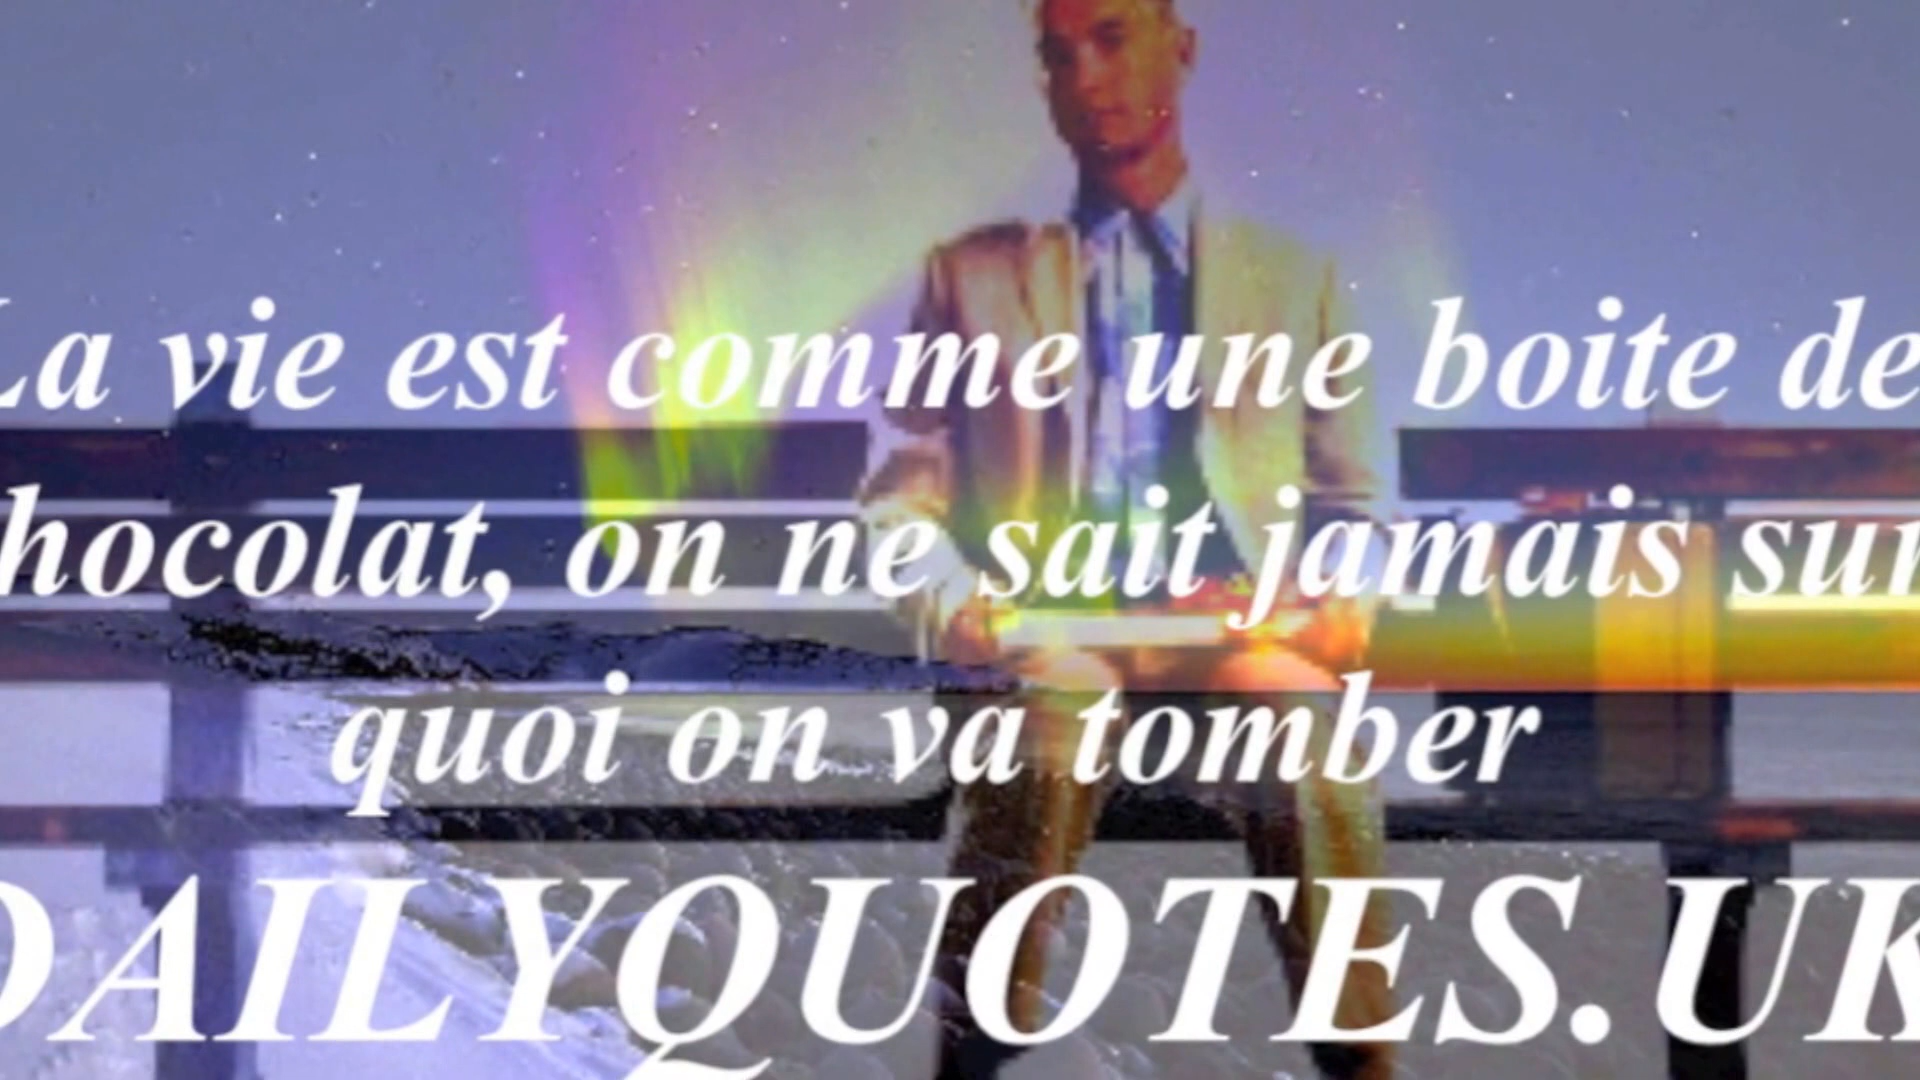 La vie est comme une boite de
hocolat, on ne sait jamais sur
quoi on va tomber
DAILYQUOTES.UK